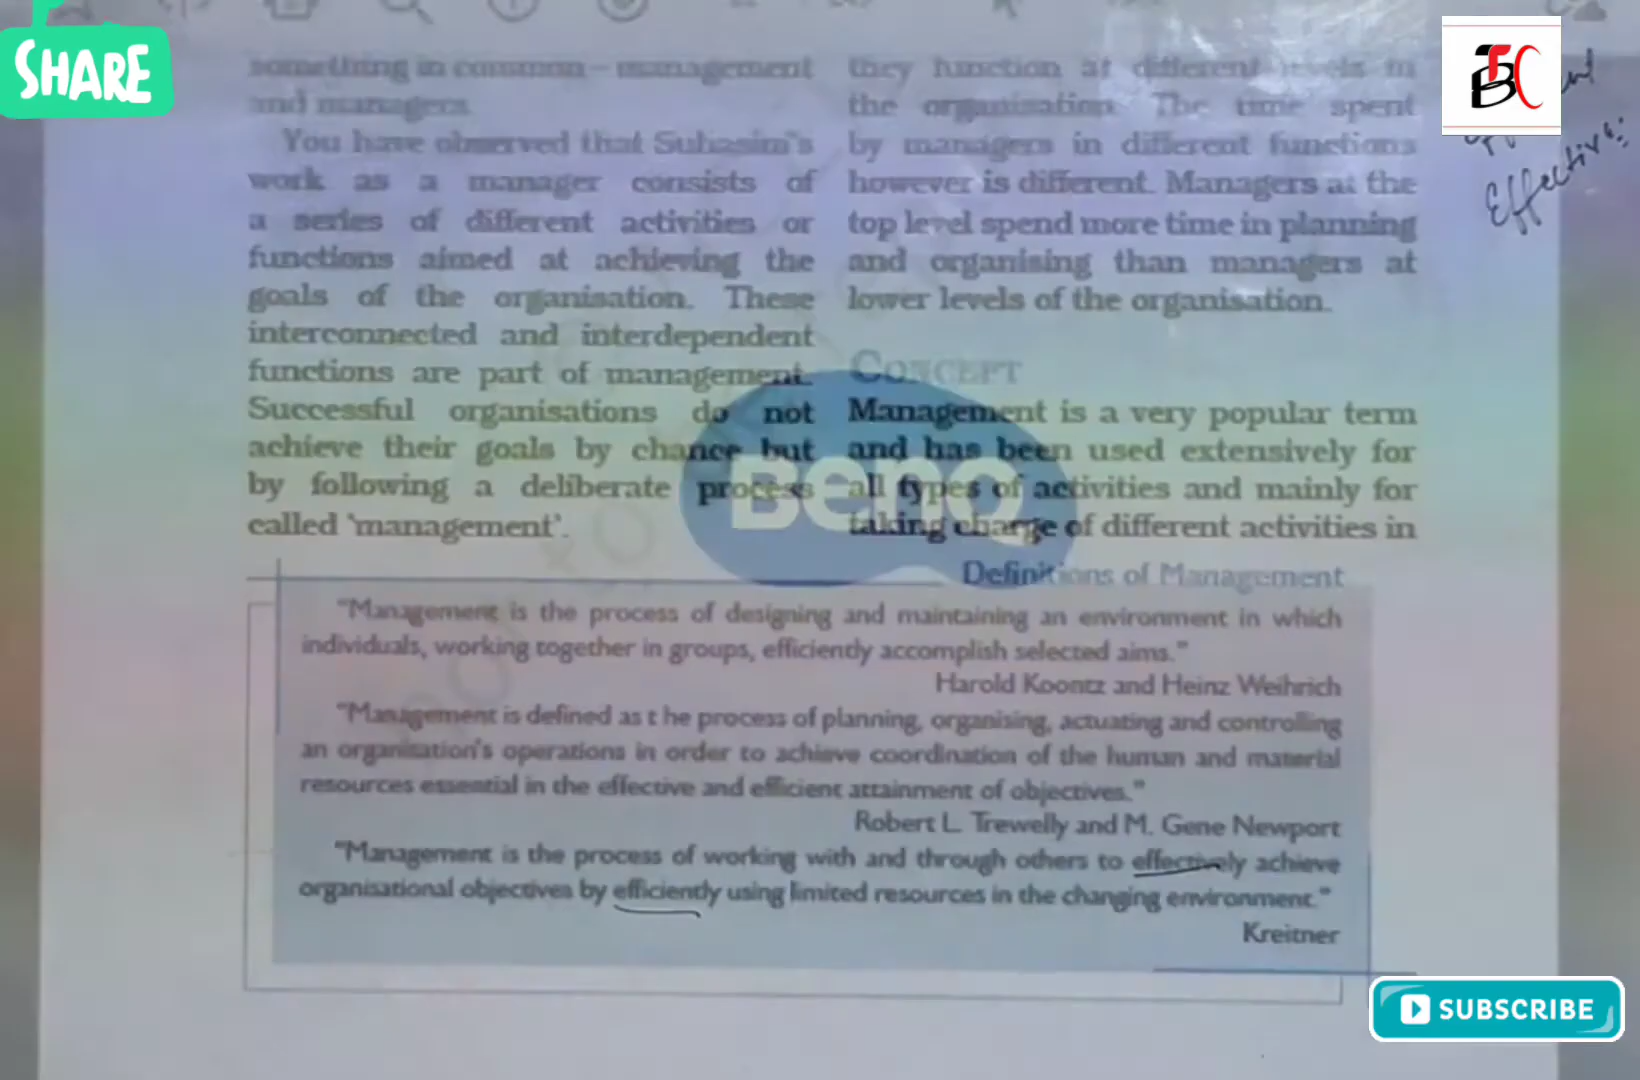 SHARE
something in common – management
and managers.
You have observed that Suhasini's
work as a manager consists of
a series of different activities or
functions aimed at achieving the
goals of the organisation. These
interconnected and interdependent
functions are part of management.
Successful organisations do not
achieve their goals by chance but
by following a deliberate process
called 'management'.
they function at different levels in
the organisation. The time spent
by managers in different functions
however is different. Managers at the
top level spend more time in planning
and organising than managers at
lower levels of the organisation.
CONCEPT
Management is a very popular term
and has been used extensively for
all types of activities and mainly for
taking charge of different activities in
BenQ
Definitions of Management
"Management is the process of designing and maintaining an environment in which
individuals, working together in groups, efficiently accomplish selected aims."
Harold Koontz and Heinz Weihrich
"Management is defined as t he process of planning, organising, actuating and controlling
an organisation's operations in order to achieve coordination of the human and material
resources essential in the effective and efficient attainment of objectives."
Robert L. Trewelly and M. Gene Newport
"Management is the process of working with and through others to effectively achieve
organisational objectives by efficiently using limited resources in the changing environment."
Kreitner
TBC
Effective:
SUBSCRIBE